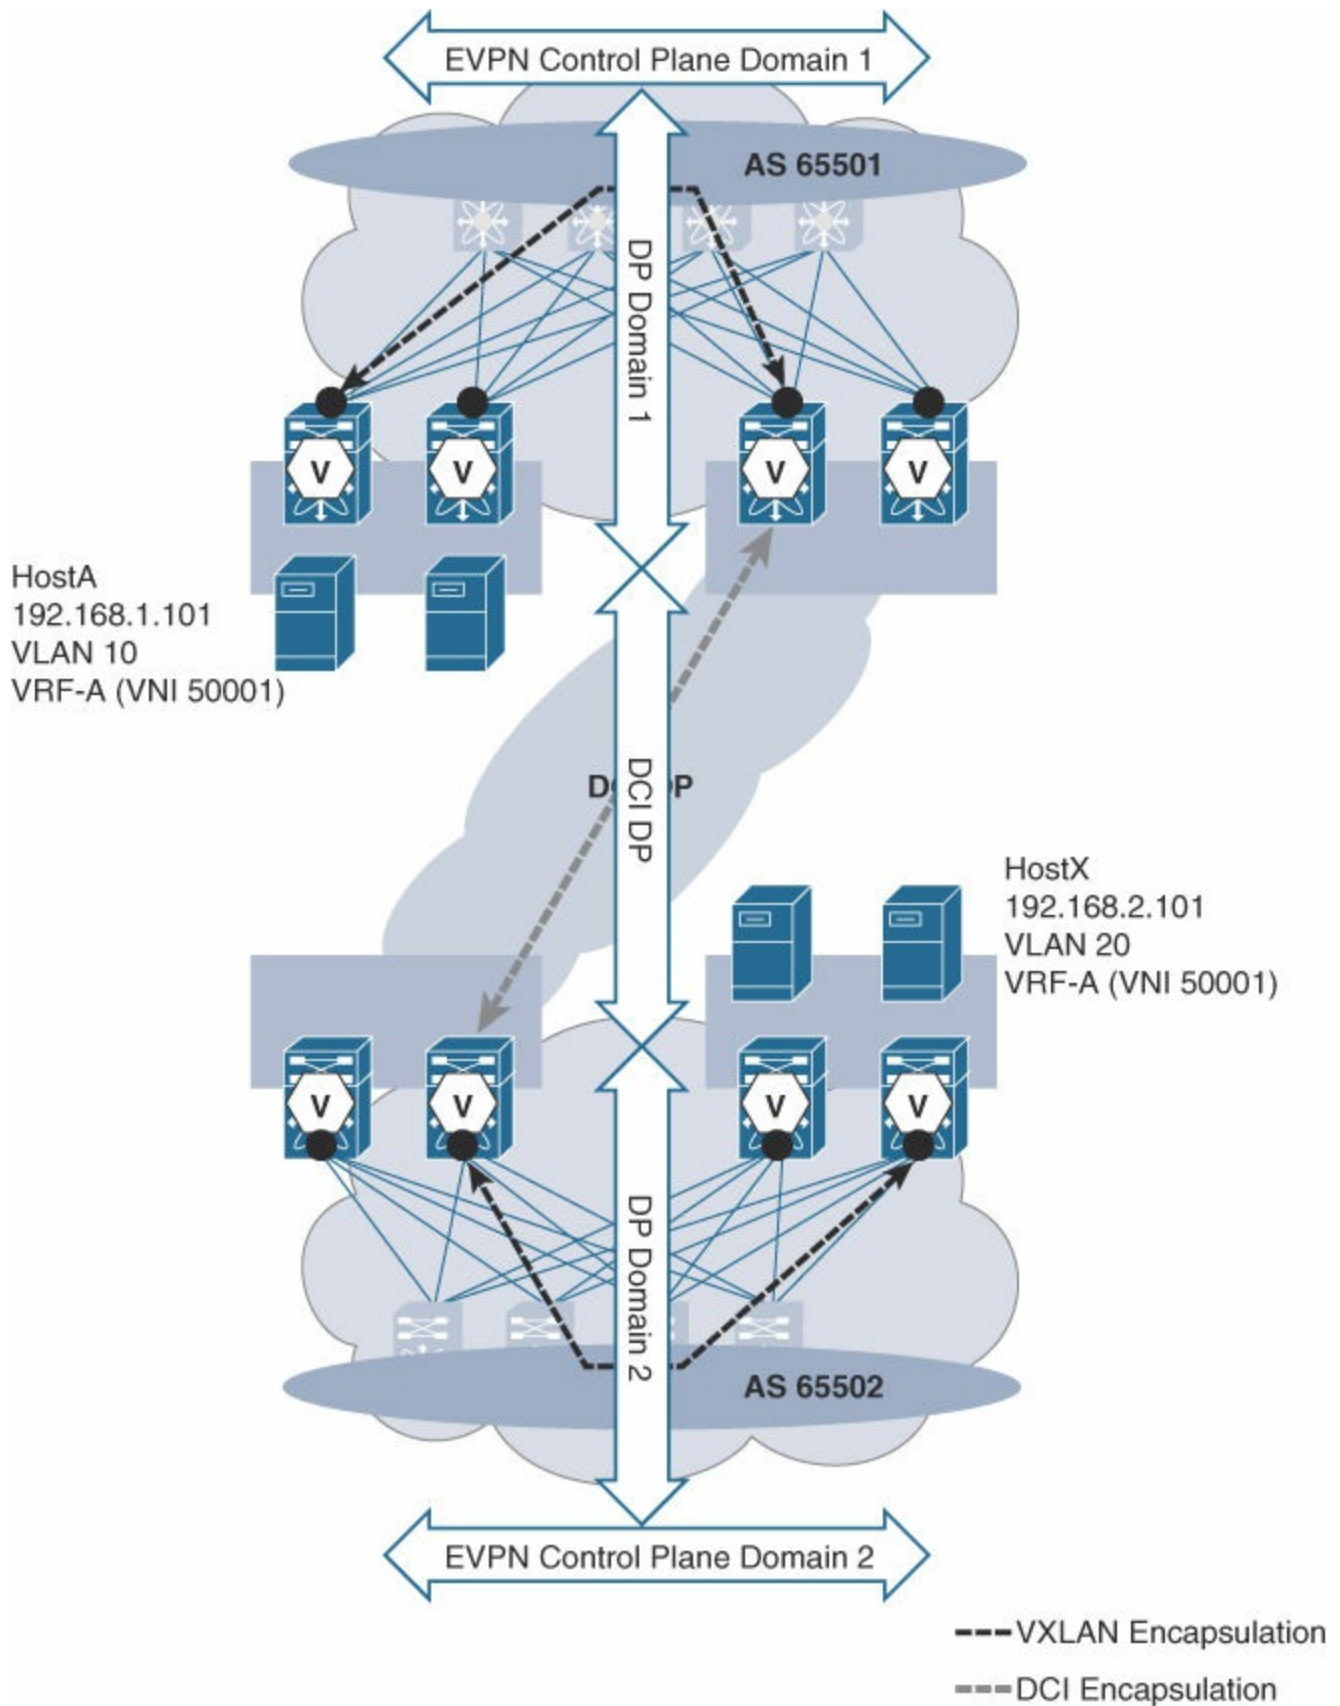 EVPN Control Plane Domain 1
AS 65501
DP Domain 1
V
V
V
V
HostA
192.168.1.101
VLAN 10
VRF-A (VNI 50001)
DCI DP
HostX
192.168.2.101
VLAN 20
VRF-A (VNI 50001)
V
V
V
V
DP Domain 2
AS 65502
EVPN Control Plane Domain 2
VXLAN Encapsulation
DCI Encapsulation